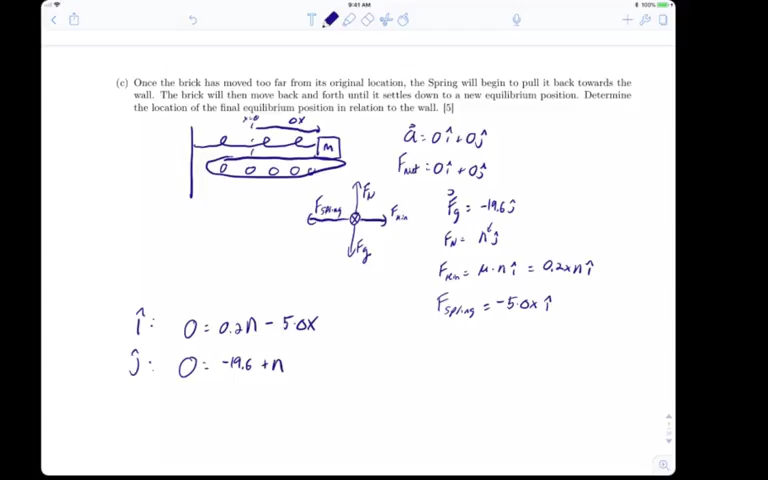 9:41 AM
100%
(c) Once the brick has moved too far from its original location, the Spring will begin to pull it back towards the
wall. The brick will then move back and forth until it settles down to a new equilibrium position. Determine
the location of the final equilibrium position in relation to the wall. [5]
x=0 Δx
M
a⃗ = 0î + 0ĵ
F_net = 0î + 0ĵ
F_N
F_spring F_kin
F_g
F⃗_g = -19.6ĵ
F_N = nĵ
F_kin = μ·n î = 0.2×n î
F_spring = -5·Δx î
î: 0 = 0.2n - 5·Δx
ĵ: 0 = -19.6 + n